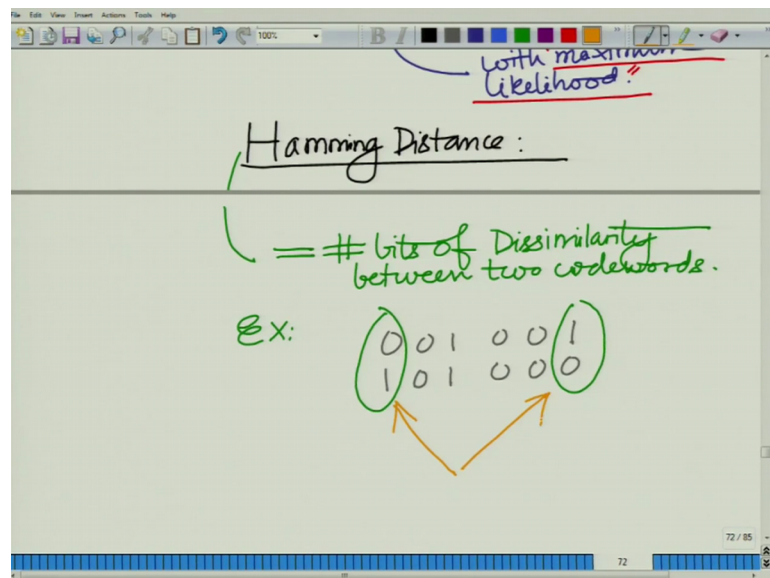 File Edit View Insert Actions Tools Help
100%
B I
with maximum
likelihood."
Hamming Distance:
= # bits of Dissimilarity
between two codewords.
Ex: 0 0 1 0 0 1
1 0 1 0 0 0
72 / 85
72